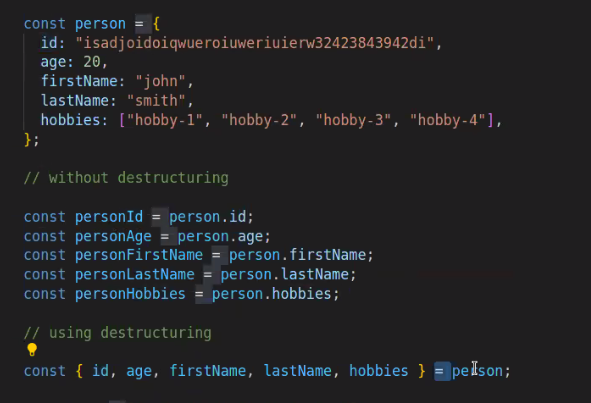 const person = {
  id: "isadjoidoiqwueroiuweriuierw32423843942di",
  age: 20,
  firstName: "john",
  lastName: "smith",
  hobbies: ["hobby-1", "hobby-2", "hobby-3", "hobby-4"],
};
// without destructuring
const personId = person.id;
const personAge = person.age;
const personFirstName = person.firstName;
const personLastName = person.lastName;
const personHobbies = person.hobbies;
// using destructuring
const { id, age, firstName, lastName, hobbies } = person;